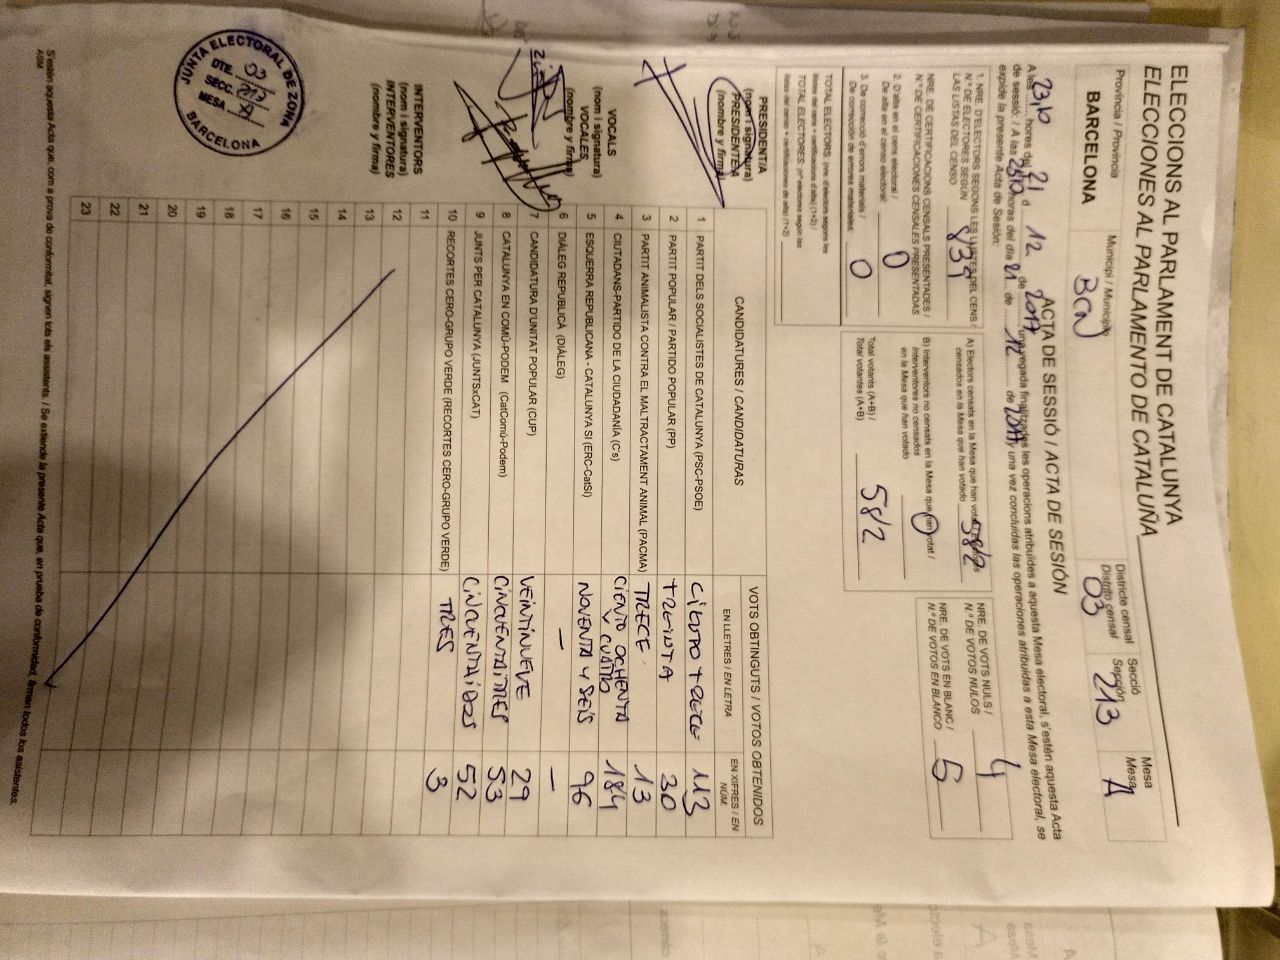 ELECCIONS AL PARLAMENT DE CATALUNYA
ELECCIONES AL PARLAMENTO DE CATALUÑA
Província / Provincia
BARCELONA
Municipi / Municipio
BCN
Districte censal
Distrito censal
03
Secció
Sección
213
Mesa
Mesa
A
ACTA DE SESSIÓ / ACTA DE SESIÓN
A les 23,10 hores del 21 d 12 de 2017, una vegada finalitzades les operacions atribuïdes a aquesta Mesa electoral, s'estén aquesta Acta
de sessió. / A las 23,10 horas del día 21 de 12 de 2017 y una vez concluidas las operaciones atribuidas a esta Mesa electoral, se
expide la presente Acta de Sesión:
1. NRE. D'ELECTORS SEGONS LES LLISTES DEL CENS /
N.º DE ELECTORES SEGÚN
LAS LISTAS DEL CENSO
839
NRE. DE CERTIFICACIONS CENSALS PRESENTADES /
N.º DE CERTIFICACIONES CENSALES PRESENTADAS
2. D'alta en el cens electoral /
De alta en el censo electoral:
0
3. De correcció d'errors materials /
De corrección de errores materiales:
0
TOTAL ELECTORS: (nre. d'electors segons les
llistes del cens + certificacions d'alta) (1+2) /
TOTAL ELECTORES: (nº electores según las
listas del censo + certificaciones de alta) (1+2)
A) Electors censats en la Mesa que han votat /
censados en la Mesa que han votado
582
B) Interventors no censats en la Mesa que han votat /
Interventores no censados
en la Mesa que han votado
0
Total votants (A+B) /
Total votantes (A+B)
582
NRE. DE VOTS NULS /
N.º DE VOTOS NULOS
4
NRE. DE VOTS EN BLANC /
N.º DE VOTOS EN BLANCO
5
CANDIDATURES / CANDIDATURAS
VOTS OBTINGUTS / VOTOS OBTENIDOS
EN LLETRES / EN LETRA
EN XIFRES / EN NÚM.
1 PARTIT DELS SOCIALISTES DE CATALUNYA (PSC-PSOE) CIENTO TRECE 113
2 PARTIT POPULAR / PARTIDO POPULAR (PP) TREINTA 30
3 PARTIT ANIMALISTA CONTRA EL MALTRACTAMENT ANIMAL (PACMA) TRECE 13
4 CIUTADANS-PARTIDO DE LA CIUDADANÍA (C's) CIENTO OCHENTA Y CUATRO 184
5 ESQUERRA REPUBLICANA - CATALUNYA SI (ERC-CatSI) NOVENTA Y SEIS 96
6 DIÀLEG REPUBLICÀ (DIÀLEG) — —
7 CANDIDATURA D'UNITAT POPULAR (CUP) VEINTINUEVE 29
8 CATALUNYA EN COMÚ-PODEM (CatComú-Podem) CINCUENTAITRES 53
9 JUNTS PER CATALUNYA (JUNTSxCAT) CINCUENTAIDOS 52
10 RECORTES CERO-GRUPO VERDE (RECORTES CERO-GRUPO VERDE) TRES 3
11
12
13
14
15
16
17
18
19
20
21
22
23
PRESIDENT/A
(nom i signatura)
PRESIDENTE/A
(nombre y firma)
VOCALS
(nom i signatura)
VOCALES
(nombre y firma)
INTERVENTORS
(nom i signatura)
INTERVENTORES
(nombre y firma)
JUNTA ELECTORAL DE ZONA
DTE. 03
SECC. 213
MESA A
BARCELONA
S'estén aquesta Acta que, com a prova de conformitat, signen tots els assistents. / Se extiende la presente Acta que, en prueba de conformidad, firman todos los asistentes.